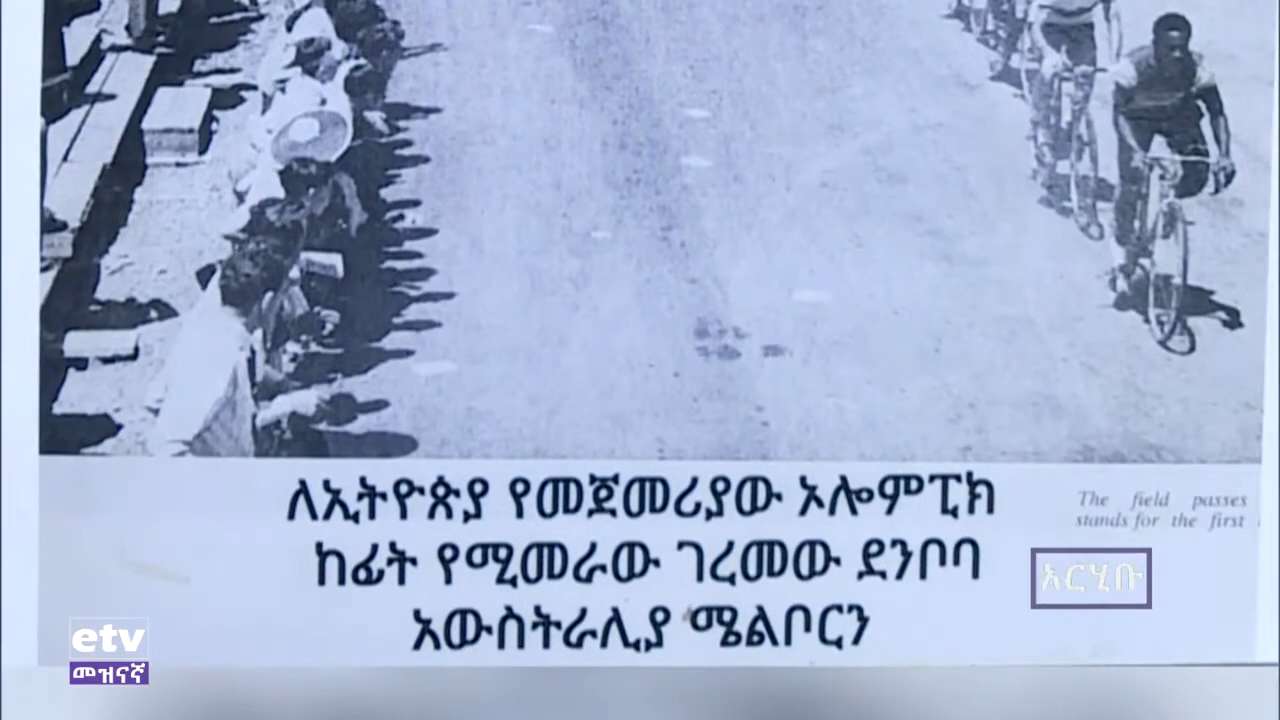 ለኢትዮጵያ የመጀመሪያው ኦሎምፒክ
ከፊት የሚመራው ገረመው ደንቦባ
አውስትራሊያ ሜልቦርን
The field passes
stands for the first
አርሂቡ
etv
መዝናኛ